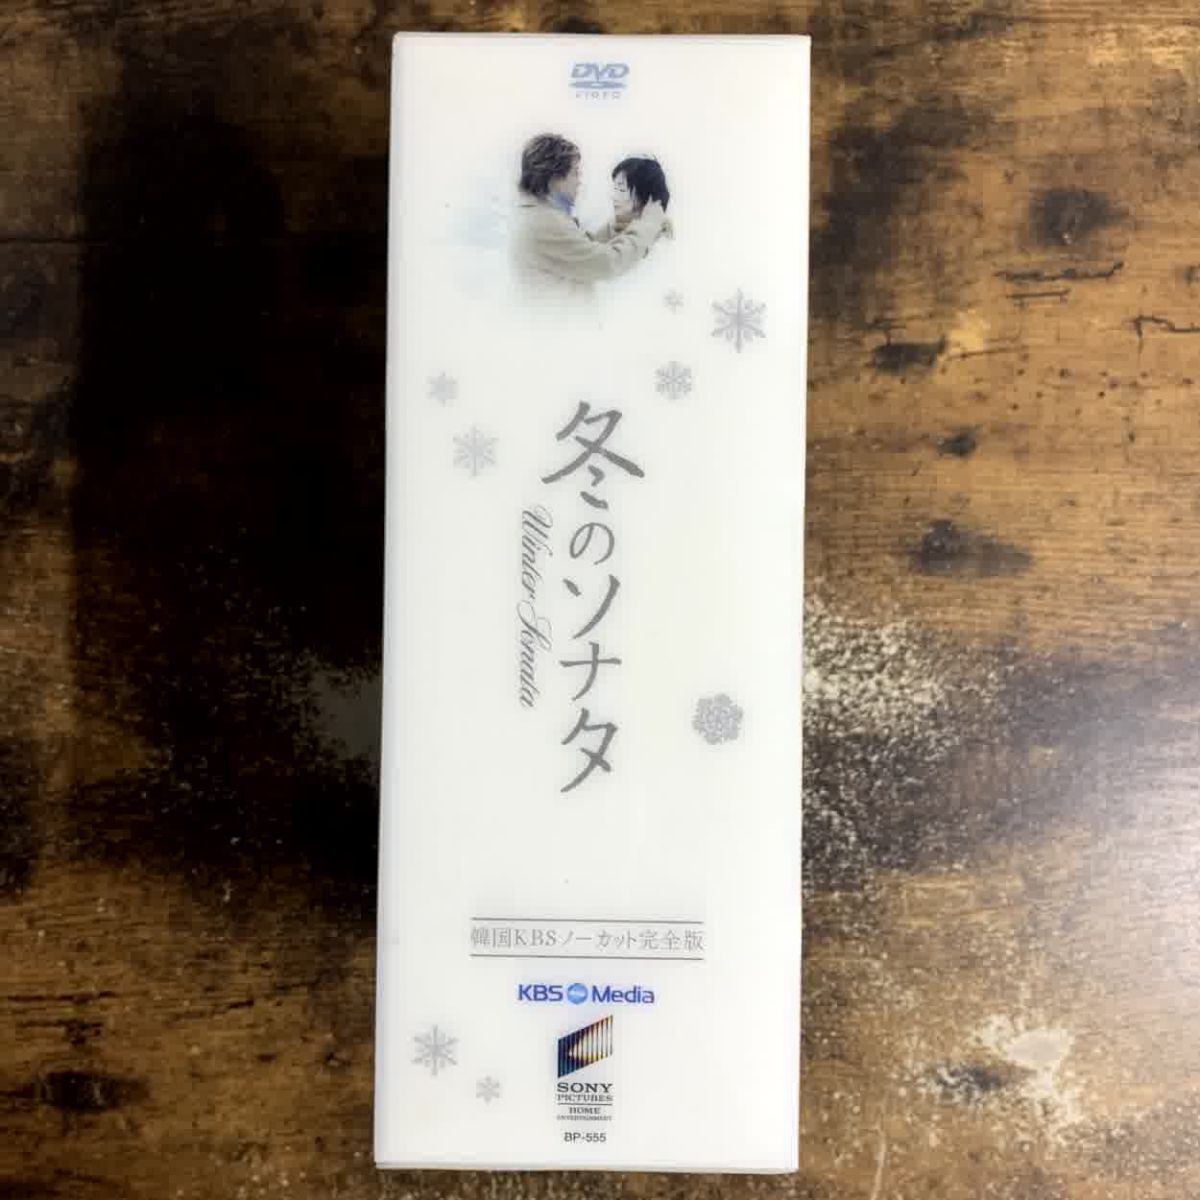 DVD
VIDEO
冬のソナタ
Winter Sonata
韓国KBSノーカット完全版
KBS Media
SONY
PICTURES
HOME
ENTERTAINMENT
BP-555